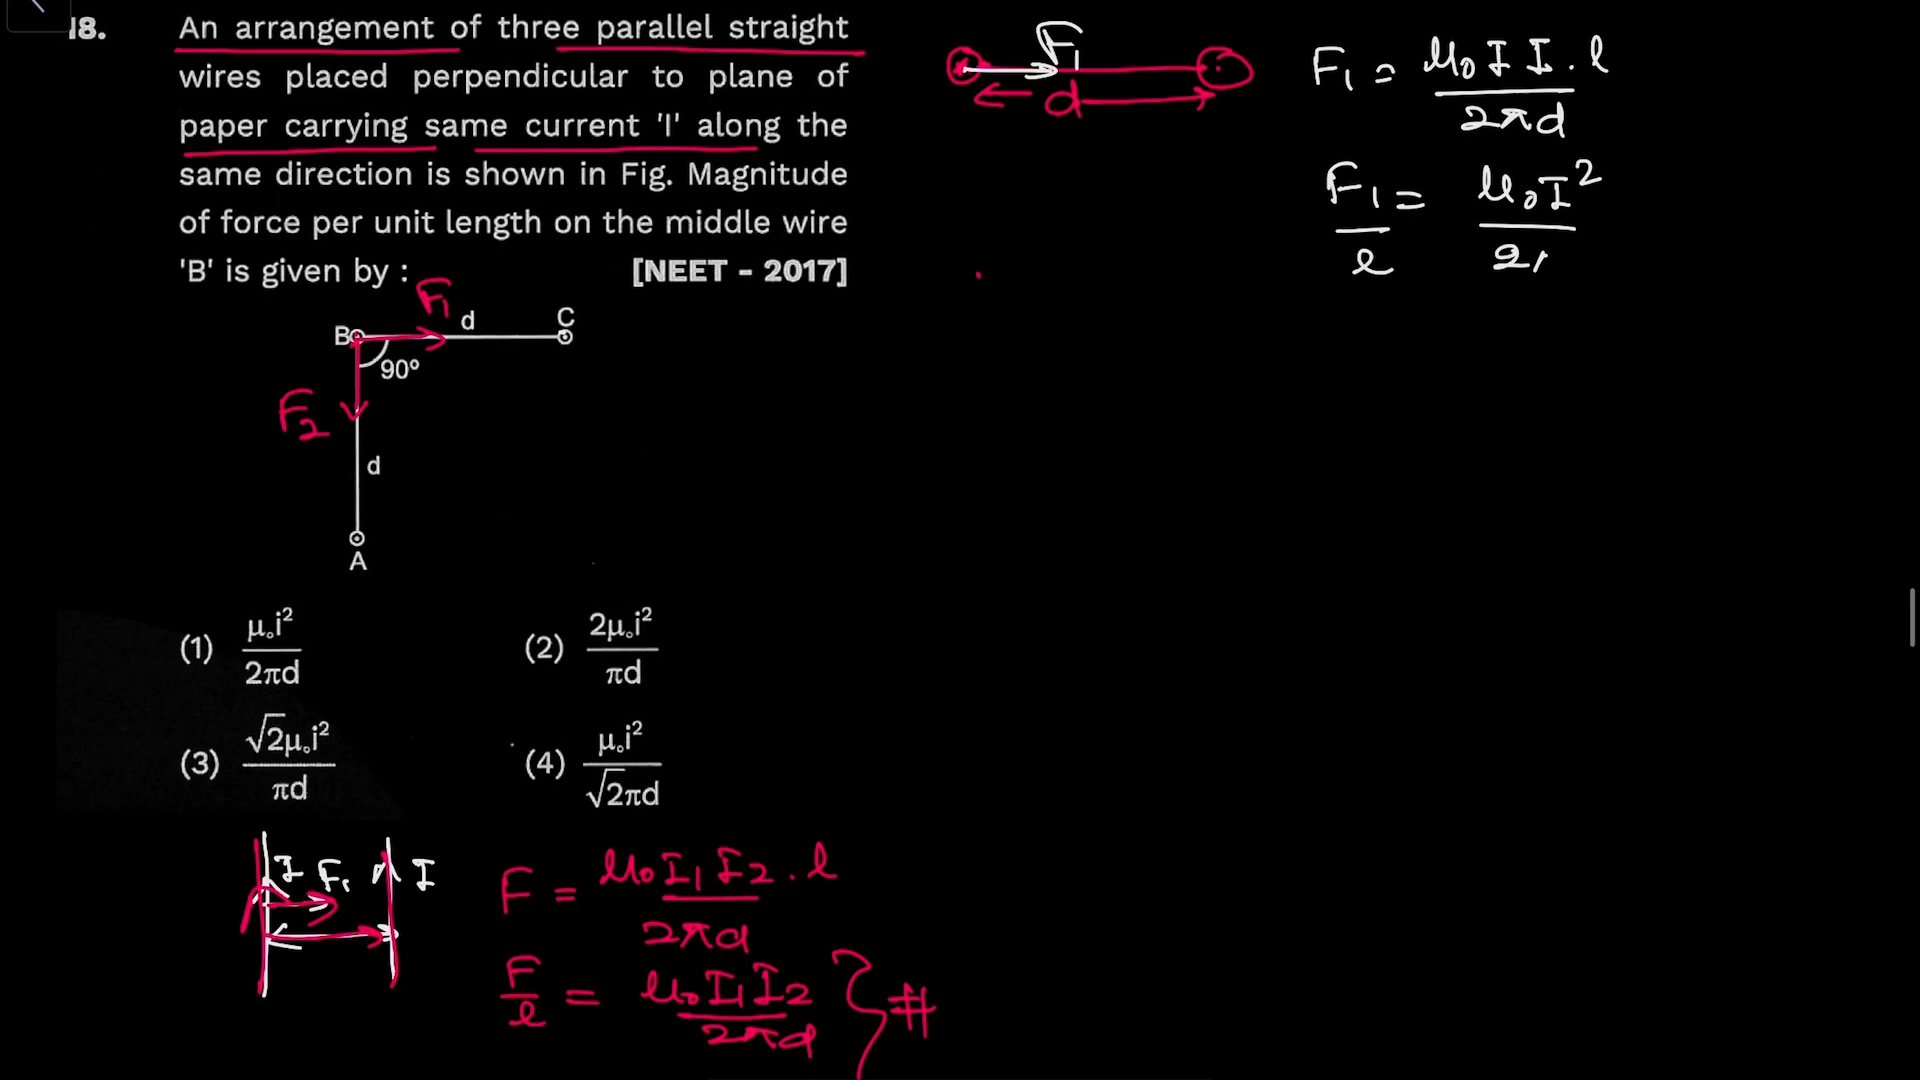 18. An arrangement of three parallel straight
wires placed perpendicular to plane of
paper carrying same current 'I' along the
same direction is shown in Fig. Magnitude
of force per unit length on the middle wire
'B' is given by : [NEET - 2017]
F₁
B d C
90°
F₂
d
A
(1) μ₀i²/2πd (2) 2μ₀i²/πd
(3) √2μ₀i²/πd (4) μ₀i²/√2πd
I F₁ I
F = μ₀I₁I₂.l/2πd
F/l = μ₀I₁I₂/2πd #
F₁
d
F₁ = μ₀II.l/2πd
F₁/l = μ₀I²/2